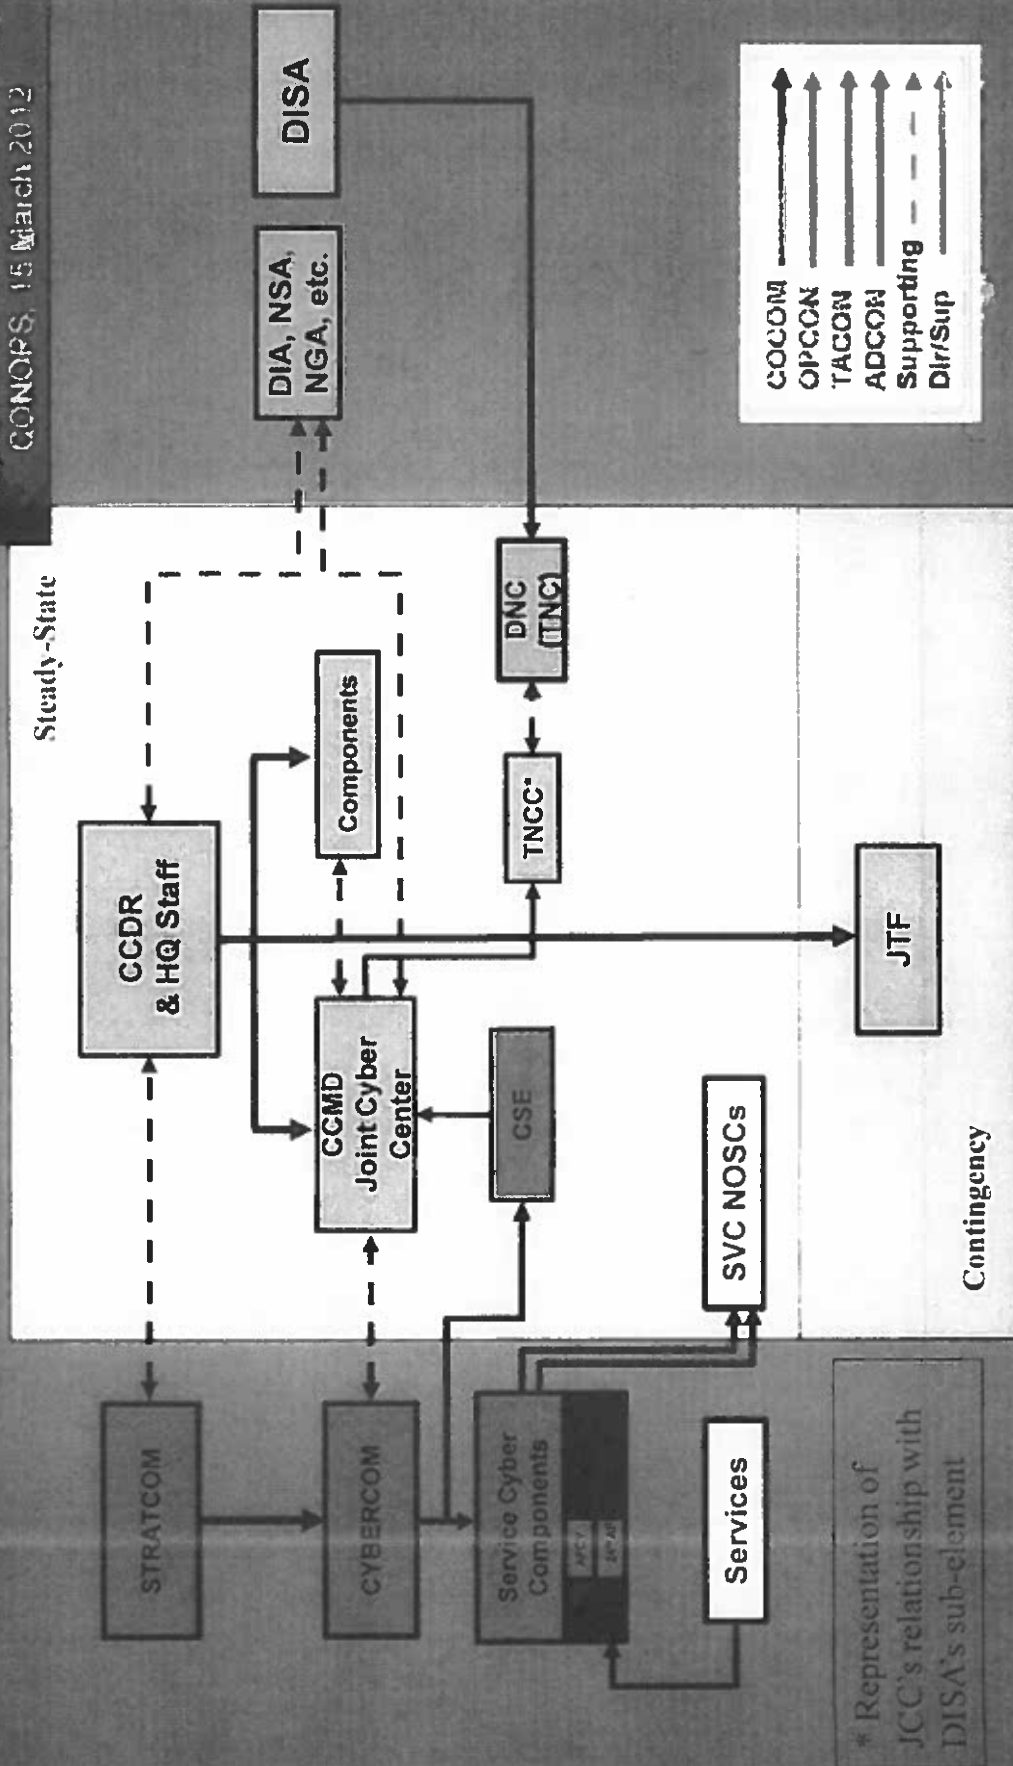 CONOPS, 15 March 2012
Steady-State
STRATCOM
CCDR
& HQ Staff
DIA, NSA,
NGA, etc.
DISA
CYBERCOM
CCMD
Joint Cyber
Center
Components
Service Cyber
Components
CSE
TNCC*
DNC
(TNC)
Services
SVC NOSCs
JTF
Contingency
* Representation of
JCC's relationship with
DISA's sub-element
COCOM
OPCON
TACON
ADCON
Supporting
Dir/Sup